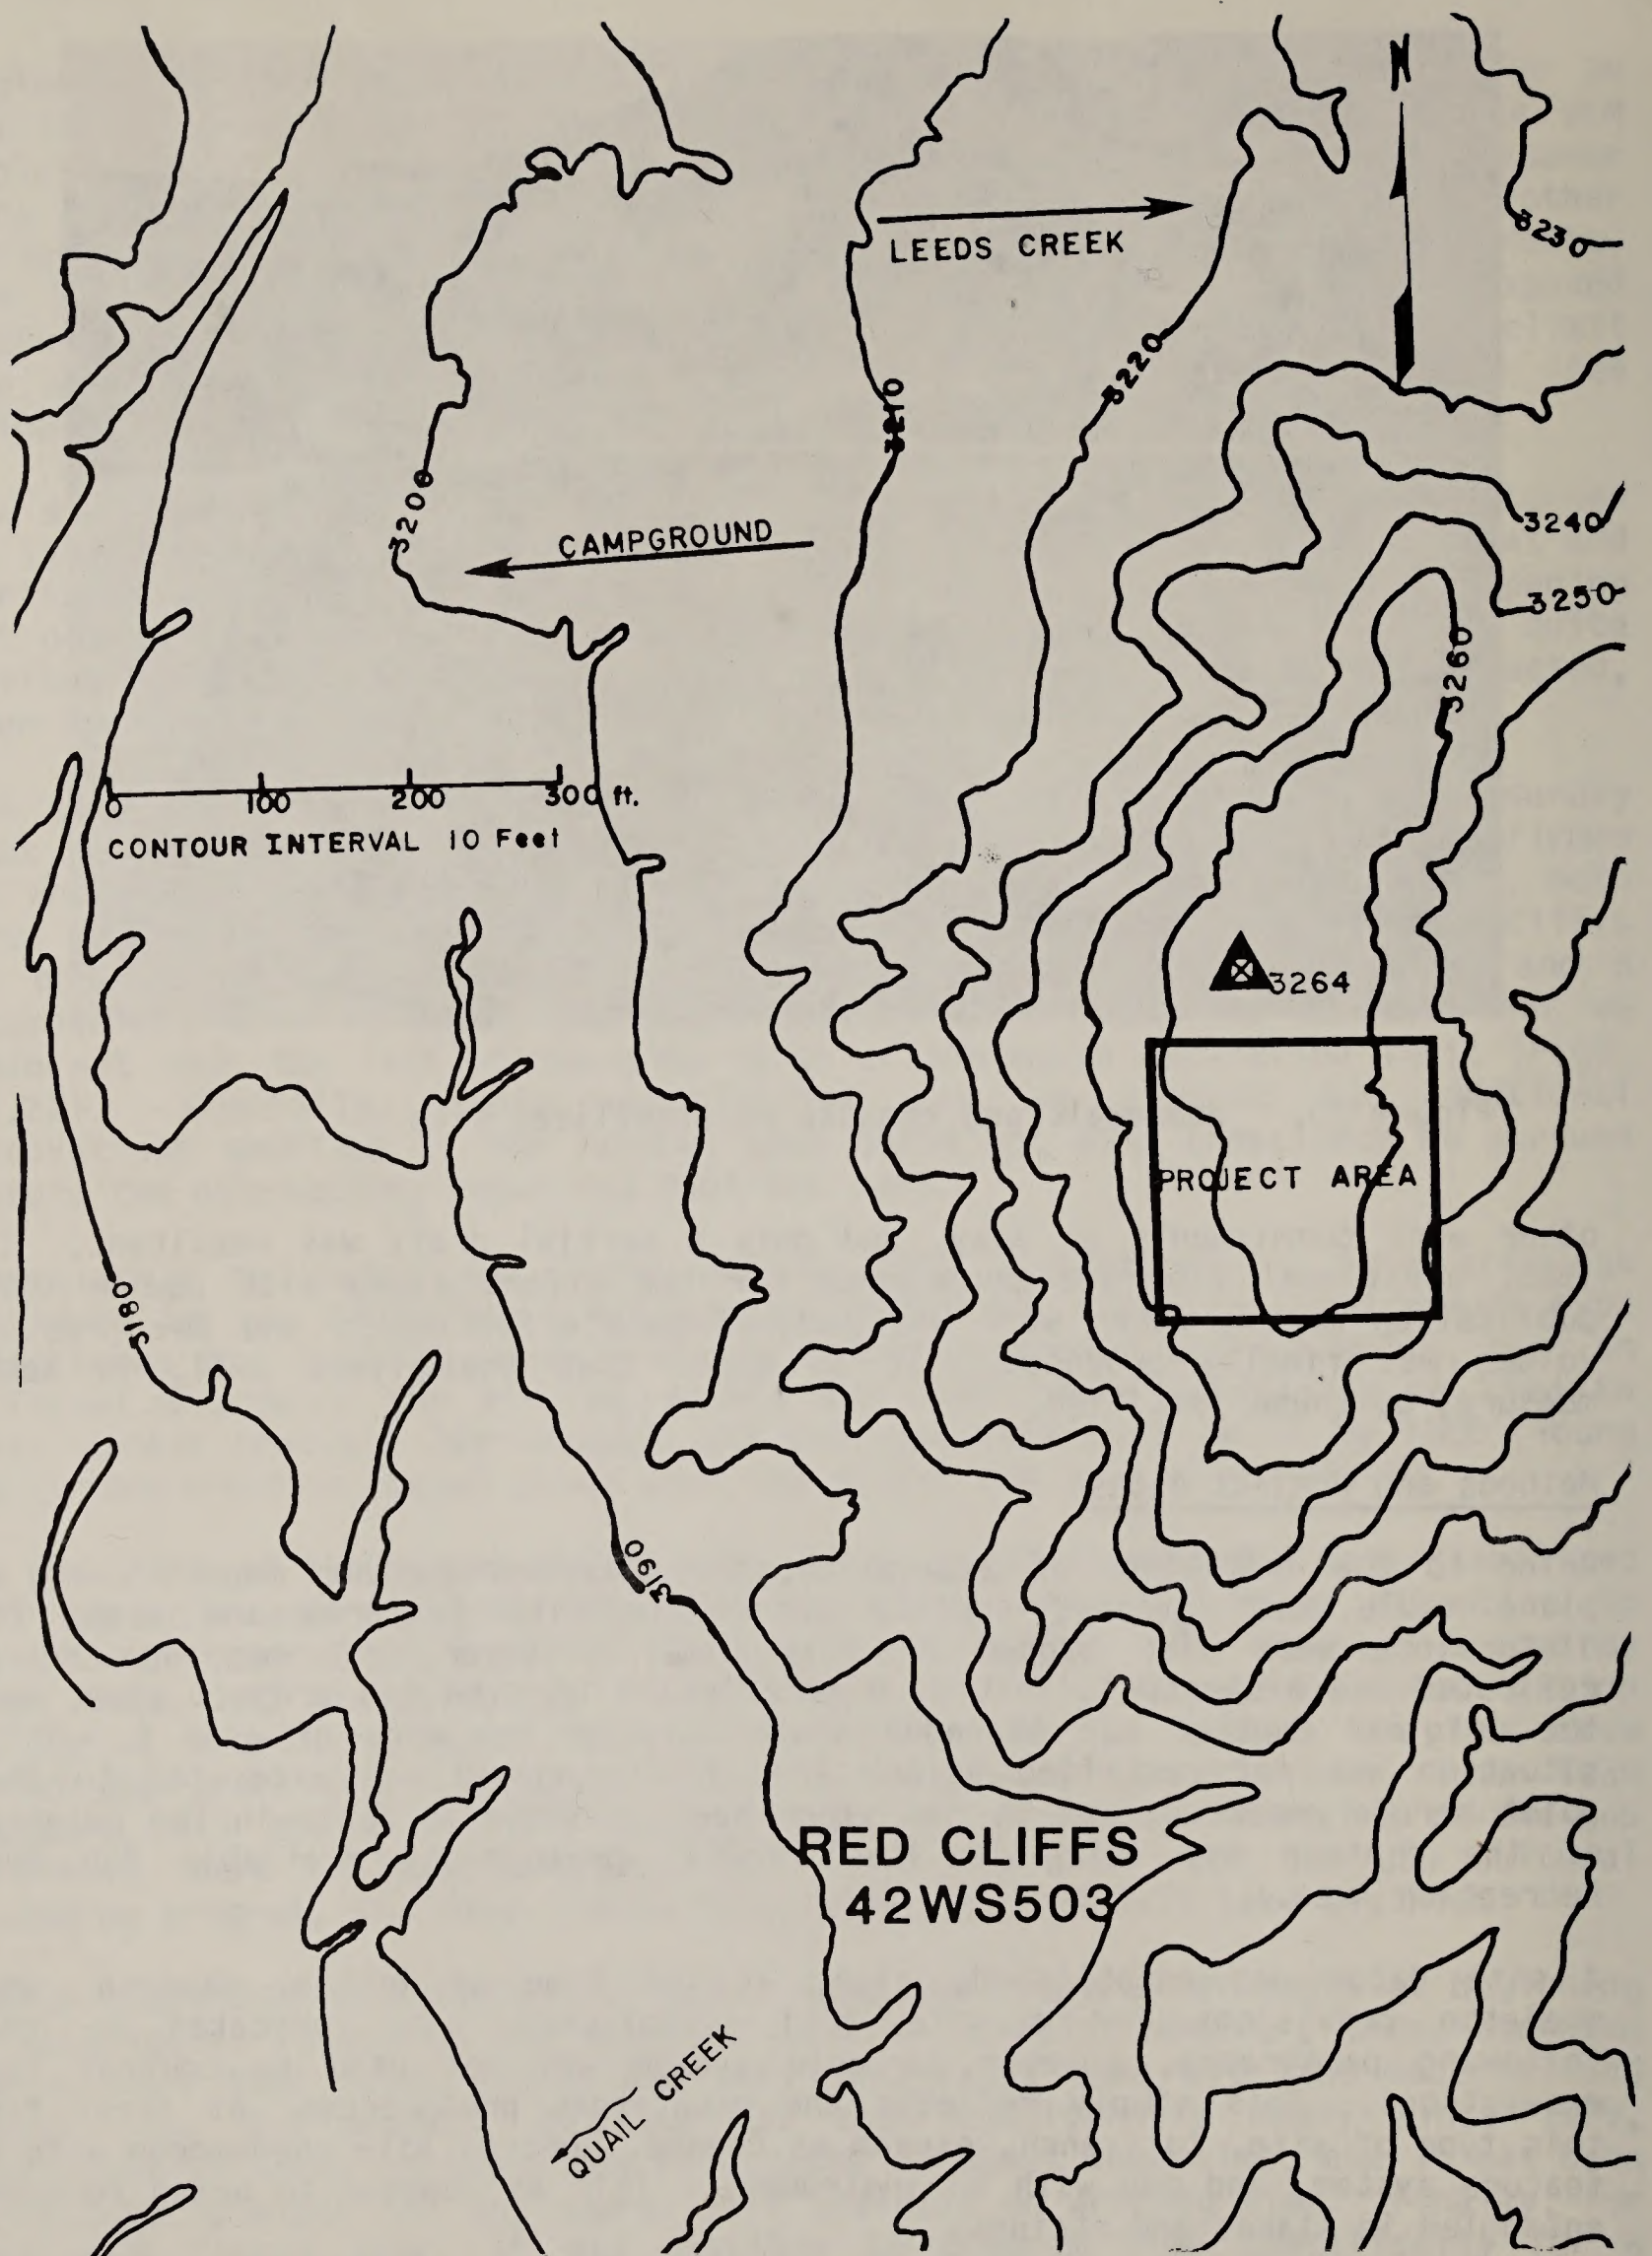 N
3230
LEEDS CREEK
3220
3210
3200
CAMPGROUND
3240
3250
3260
0 100 200 300 ft.
CONTOUR INTERVAL 10 Feet
3264
PROJECT AREA
3180
3190
RED CLIFFS
42WS503
QUAIL CREEK